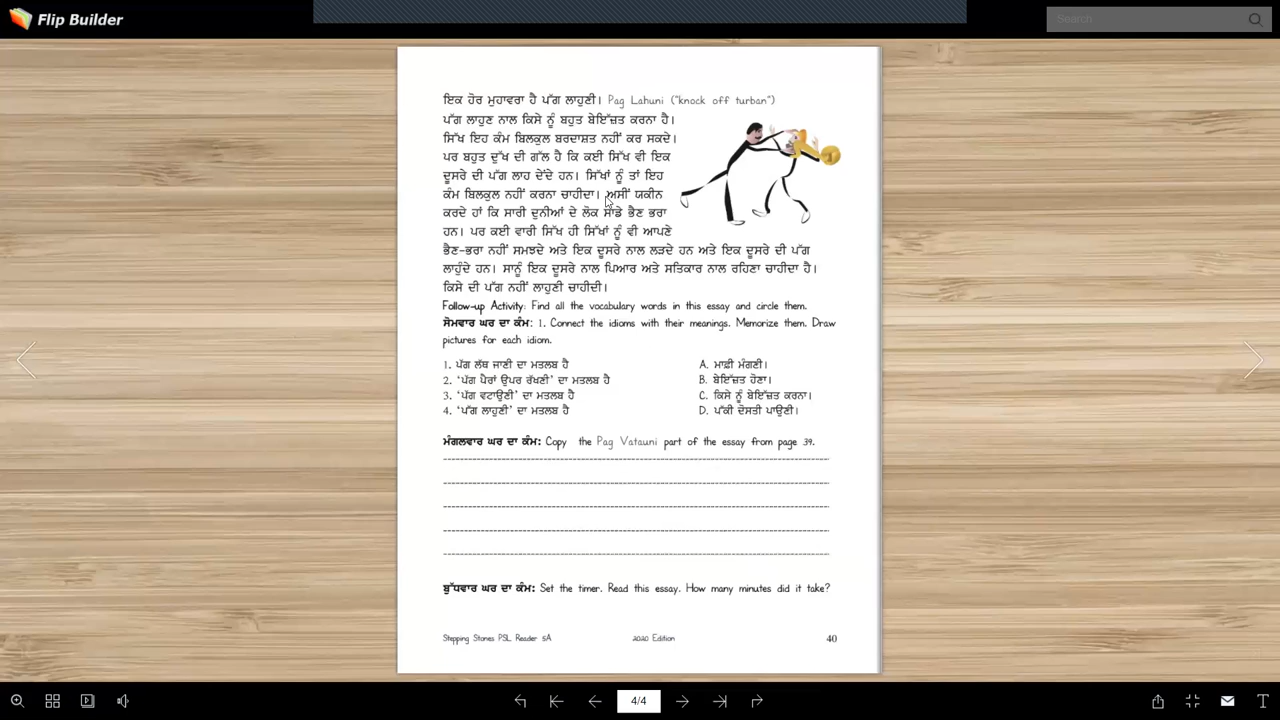 Flip Builder
Search
ਇਕ ਹੋਰ ਮੁਹਾਵਰਾ ਹੈ ਪੱਗ ਲਾਹੁਣੀ। Pag Lahuni ("knock off turban")
ਪੱਗ ਲਾਹੁਣ ਨਾਲ ਕਿਸੇ ਨੂੰ ਬਹੁਤ ਬੇਇੱਜ਼ਤ ਕਰਨਾ ਹੈ।
ਸਿੱਖ ਇਹ ਕੰਮ ਬਿਲਕੁਲ ਬਰਦਾਸ਼ਤ ਨਹੀਂ ਕਰ ਸਕਦੇ।
ਪਰ ਬਹੁਤ ਦੁੱਖ ਦੀ ਗੱਲ ਹੈ ਕਿ ਕਈ ਸਿੱਖ ਵੀ ਇਕ
ਦੂਸਰੇ ਦੀ ਪੱਗ ਲਾਹ ਦੇਂਦੇ ਹਨ। ਸਿੱਖਾਂ ਨੂੰ ਤਾਂ ਇਹ
ਕੰਮ ਬਿਲਕੁਲ ਨਹੀਂ ਕਰਨਾ ਚਾਹੀਦਾ। ਅਸੀਂ ਯਕੀਨ
ਕਰਦੇ ਹਾਂ ਕਿ ਸਾਰੀ ਦੁਨੀਆਂ ਦੇ ਲੋਕ ਸਾਡੇ ਭੈਣ ਭਰਾ
ਹਨ। ਪਰ ਕਈ ਵਾਰੀ ਸਿੱਖ ਹੀ ਸਿੱਖਾਂ ਨੂੰ ਵੀ ਆਪਣੇ
ਭੈਣ-ਭਰਾ ਨਹੀਂ ਸਮਝਦੇ ਅਤੇ ਇਕ ਦੂਸਰੇ ਨਾਲ ਲੜਦੇ ਹਨ ਅਤੇ ਇਕ ਦੂਸਰੇ ਦੀ ਪੱਗ
ਲਾਹੁੰਦੇ ਹਨ। ਸਾਨੂੰ ਇਕ ਦੂਸਰੇ ਨਾਲ ਪਿਆਰ ਅਤੇ ਸਤਿਕਾਰ ਨਾਲ ਰਹਿਣਾ ਚਾਹੀਦਾ ਹੈ।
ਕਿਸੇ ਦੀ ਪੱਗ ਨਹੀਂ ਲਾਹੁਣੀ ਚਾਹੀਦੀ।
Follow-up Activity: Find all the vocabulary words in this essay and circle them.
ਸੋਮਵਾਰ ਘਰ ਦਾ ਕੰਮ: 1. Connect the idioms with their meanings. Memorize them. Draw
pictures for each idiom.
1. ਪੱਗ ਲੱਥ ਜਾਣੀ ਦਾ ਮਤਲਬ ਹੈ A. ਮਾਫ਼ੀ ਮੰਗਣੀ।
2. 'ਪੱਗ ਪੈਰਾਂ ਉਪਰ ਰੱਖਣੀ' ਦਾ ਮਤਲਬ ਹੈ B. ਬੇਇੱਜ਼ਤ ਹੋਣਾ।
3. 'ਪੱਗ ਵਟਾਉਣੀ' ਦਾ ਮਤਲਬ ਹੈ C. ਕਿਸੇ ਨੂੰ ਬੇਇੱਜ਼ਤ ਕਰਨਾ।
4. 'ਪੱਗ ਲਾਹੁਣੀ' ਦਾ ਮਤਲਬ ਹੈ D. ਪੱਕੀ ਦੋਸਤੀ ਪਾਉਣੀ।
ਮੰਗਲਵਾਰ ਘਰ ਦਾ ਕੰਮ: Copy the Pag Vatauni part of the essay from page 39.
ਬੁੱਧਵਾਰ ਘਰ ਦਾ ਕੰਮ: Set the timer. Read this essay. How many minutes did it take?
Stepping Stones PSL Reader 5A 2020 Edition 40
4/4